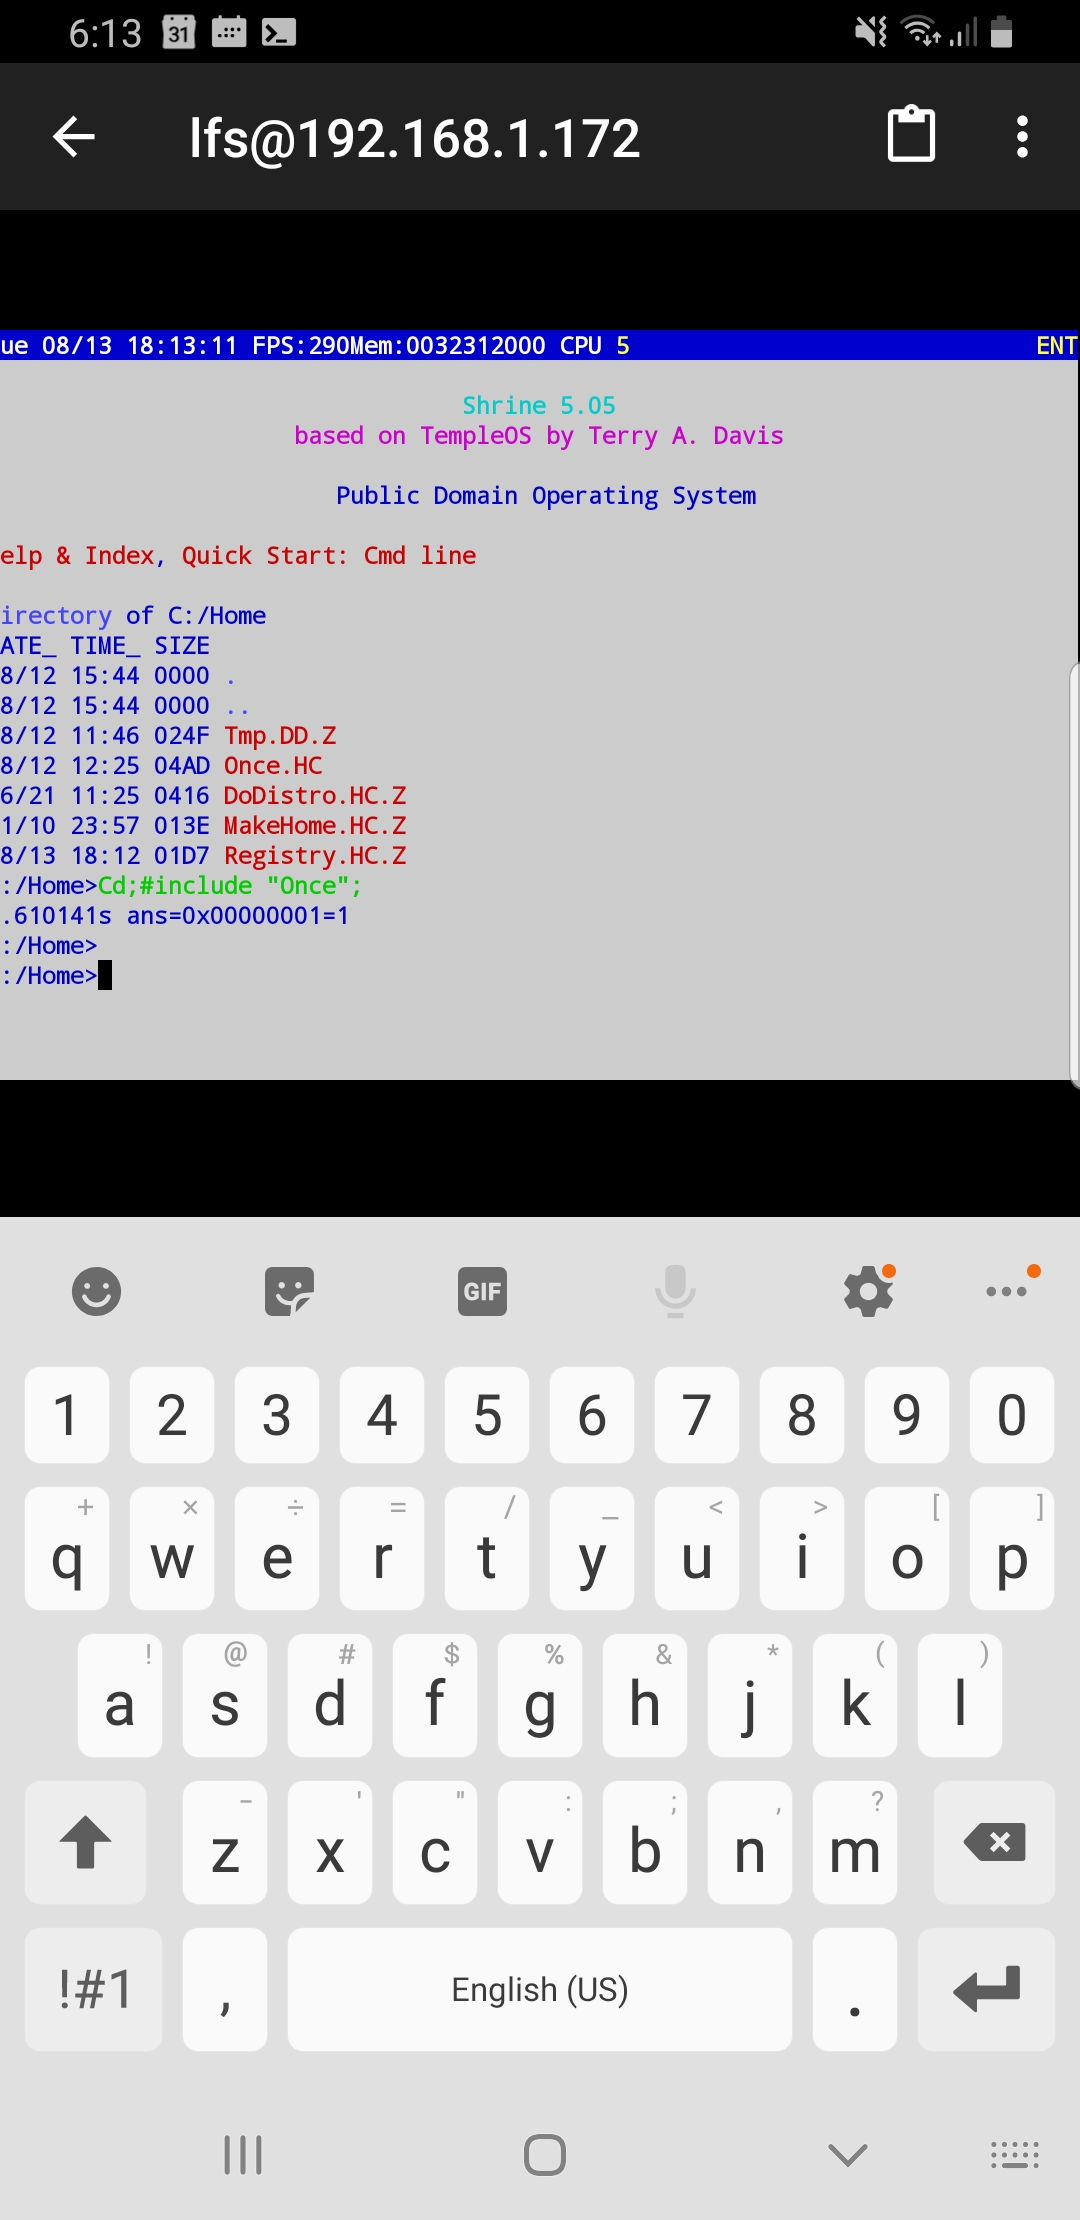 6:13 31
lfs@192.168.1.172
ue 08/13 18:13:11 FPS:290Mem:0032312000 CPU 5 ENT
Shrine 5.05
based on TempleOS by Terry A. Davis
Public Domain Operating System
elp & Index, Quick Start: Cmd line
irectory of C:/Home
ATE_ TIME_ SIZE
8/12 15:44 0000 .
8/12 15:44 0000 ..
8/12 11:46 024F Tmp.DD.Z
8/12 12:25 04AD Once.HC
6/21 11:25 0416 DoDistro.HC.Z
1/10 23:57 013E MakeHome.HC.Z
8/13 18:12 01D7 Registry.HC.Z
:/Home>Cd;#include "Once";
.610141s ans=0x00000001=1
:/Home>
:/Home>
GIF
1 2 3 4 5 6 7 8 9 0
+ × ÷ = / _ < > [ ]
q w e r t y u i o p
! @ # $ % & * ( )
a s d f g h j k l
- ' " : ; , ?
z x c v b n m
!#1 , English (US) .